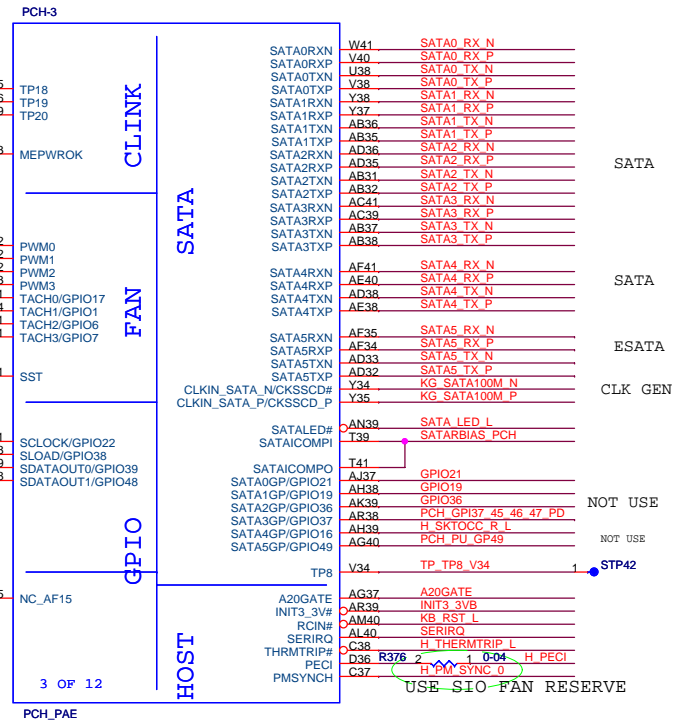 PCH-3
SATA0RXN W41 SATA0_RX_N
SATA0RXP V40 SATA0_RX_P
SATA0TXN U38 SATA0_TX_N
TP18 SATA0TXP V38 SATA0_TX_P
TP19 SATA1RXN Y38 SATA1_RX_N
TP20 SATA1RXP Y37 SATA1_RX_P
SATA1TXN AB36 SATA1_TX_N
SATA1TXP AB35 SATA1_TX_P
MEPWROK SATA2RXN AD36 SATA2_RX_N
SATA2RXP AD35 SATA2_RX_P
SATA2TXN AB31 SATA2_TX_N
SATA2TXP AB32 SATA2_TX_P
SATA3RXN AC41 SATA3_RX_N
SATA3RXP AC39 SATA3_RX_P
SATA3TXN AB37 SATA3_TX_N
SATA3TXP AB38 SATA3_TX_P
SATA
CLINK
SATA
PWM0
PWM1
PWM2
PWM3
TACH0/GPIO17
TACH1/GPIO1
TACH2/GPIO6
TACH3/GPIO7
FAN
SATA4RXN AF41 SATA4_RX_N
SATA4RXP AE40 SATA4_RX_P
SATA4TXN AD38 SATA4_TX_N
SATA4TXP AE38 SATA4_TX_P
SATA
SATA5RXN AF35 SATA5_RX_N
SATA5RXP AF34 SATA5_RX_P
SATA5TXN AD33 SATA5_TX_N
SST SATA5TXP AD32 SATA5_TX_P
ESATA
CLKIN_SATA_N/CKSSCD# Y34 KG_SATA100M_N
CLKIN_SATA_P/CKSSCD_P Y35 KG_SATA100M_P
CLK GEN
SATALED# AN39 SATA_LED_L
SCLOCK/GPIO22 SATAICOMPI T39 SATARBIAS_PCH
SLOAD/GPIO38
SDATAOUT0/GPIO39 SATAICOMPO T41
SDATAOUT1/GPIO48 SATA0GP/GPIO21 AJ37 GPIO21
SATA1GP/GPIO19 AH38 GPIO19
SATA2GP/GPIO36 AK39 GPIO36
NOT USE
SATA3GP/GPIO37 AR38 PCH_GPI37_45_46_47_PD
SATA4GP/GPIO16 AH39 H_SKTOCC_R_L
SATA5GP/GPIO49 AG40 PCH_PU_GP49
NOT USE
GPIO
TP8 V34 TP_TP8_V34 1 STP42
NC_AF15 A20GATE AG37 A20GATE
INIT3_3V# AR39 INIT3_3VB
RCIN# AM40 KB_RST_L
SERIRQ AL40 SERIRQ
THRMTRIP# C38 H_THERMTRIP_L
PECI D36 R376 2 1 0-04 H_PECI
PMSYNCH C37 H_PM_SYNC_0
HOST
3 OF 12
USE SIO FAN RESERVE
PCH_PAE